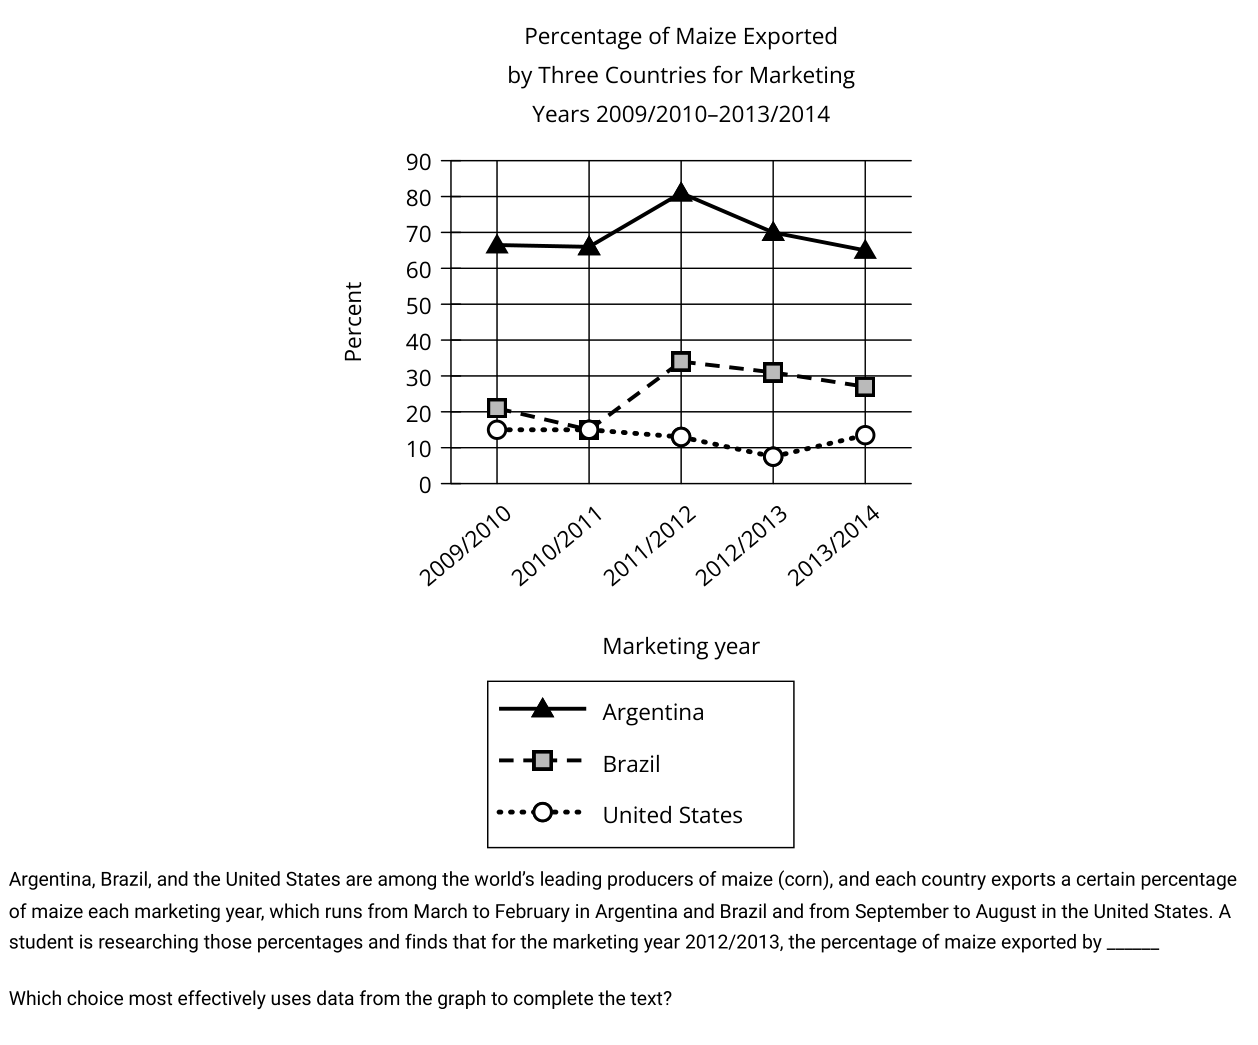 Percentage of Maize Exported
by Three Countries for Marketing
Years 2009/2010–2013/2014
90
80
70
60
50
40
30
20
10
0
Percent
2009/2010
2010/2011
2011/2012
2012/2013
2013/2014
Marketing year
Argentina
Brazil
United States
Argentina, Brazil, and the United States are among the world’s leading producers of maize (corn), and each country exports a certain percentage
of maize each marketing year, which runs from March to February in Argentina and Brazil and from September to August in the United States. A
student is researching those percentages and finds that for the marketing year 2012/2013, the percentage of maize exported by ______
Which choice most effectively uses data from the graph to complete the text?